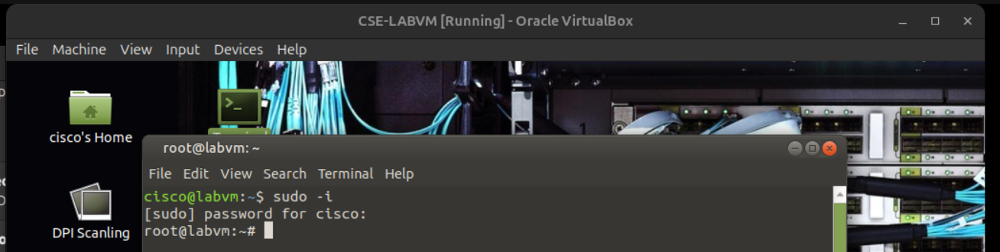 CSE-LABVM [Running] - Oracle VirtualBox
File Machine View Input Devices Help
cisco's Home
root@labvm: ~
File Edit View Search Terminal Help
cisco@labvm:~$ sudo -i
[sudo] password for cisco:
root@labvm:~#
DPI Scanling